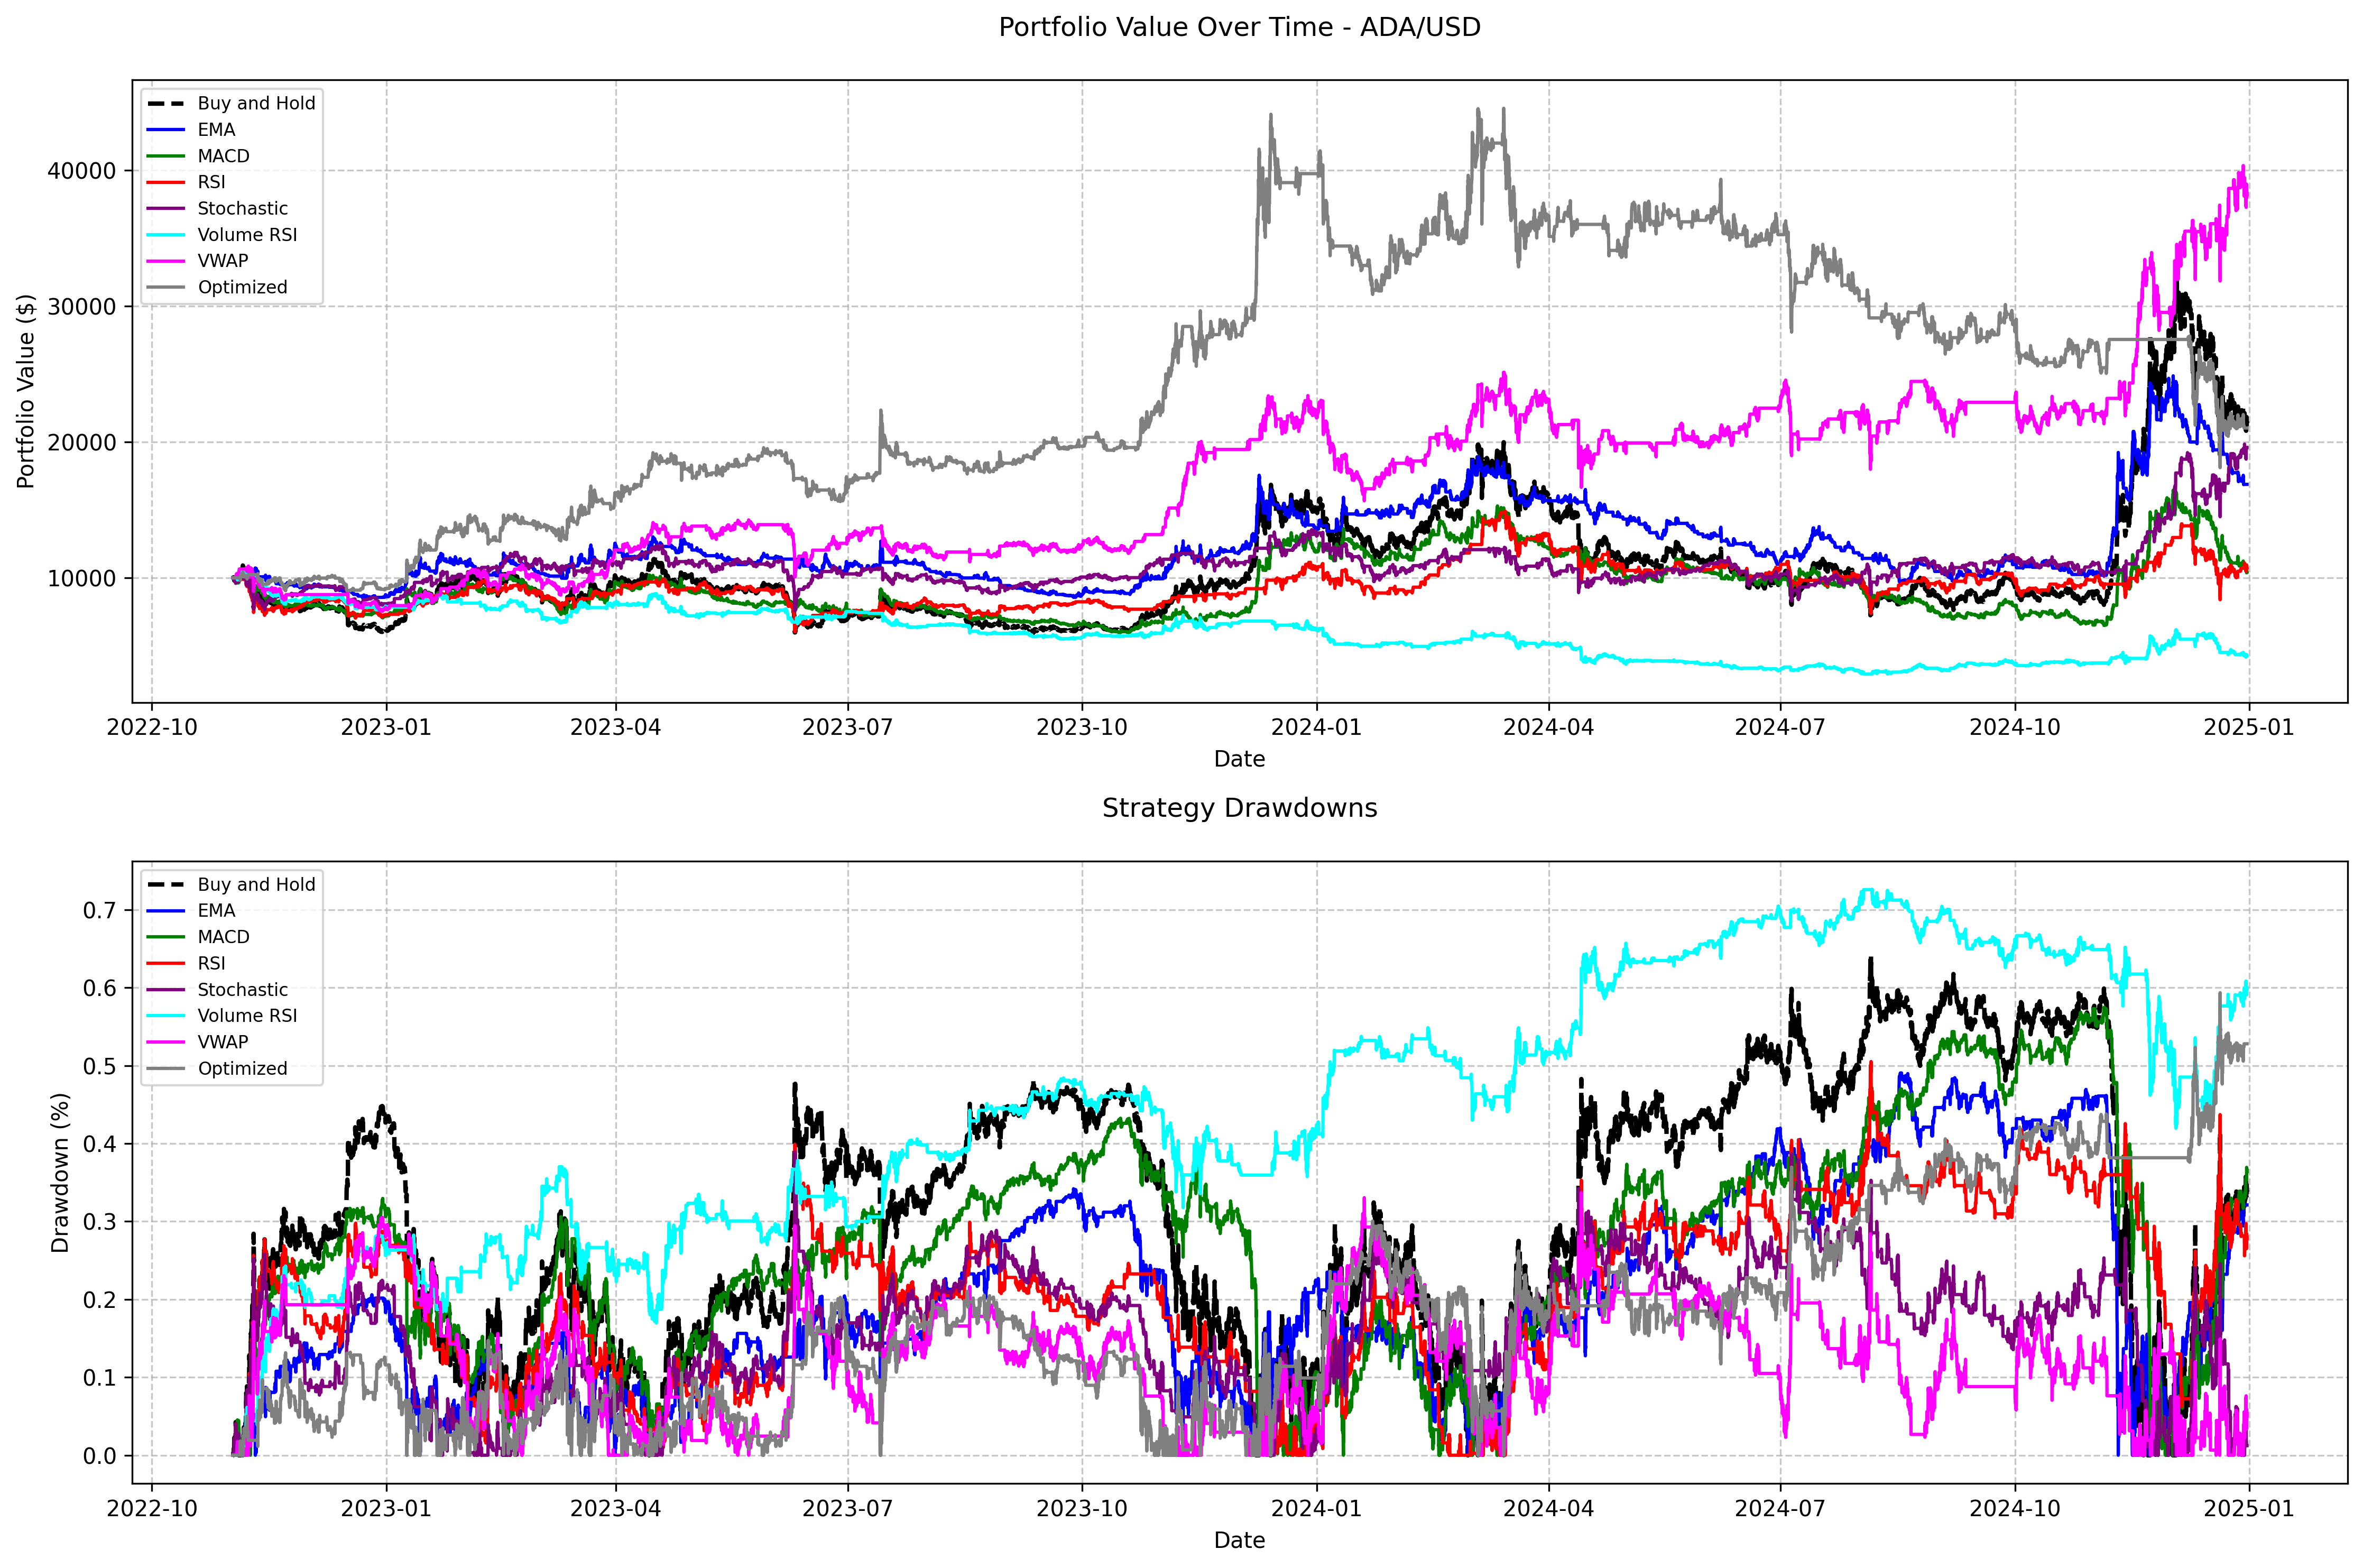 Portfolio Value Over Time - ADA/USD
Portfolio Value ($)
40000
30000
20000
10000
Buy and Hold
EMA
MACD
RSI
Stochastic
Volume RSI
VWAP
Optimized
2022-10 2023-01 2023-04 2023-07 2023-10 2024-01 2024-04 2024-07 2024-10 2025-01
Date
Strategy Drawdowns
Drawdown (%)
0.7
0.6
0.5
0.4
0.3
0.2
0.1
0.0
Buy and Hold
EMA
MACD
RSI
Stochastic
Volume RSI
VWAP
Optimized
2022-10 2023-01 2023-04 2023-07 2023-10 2024-01 2024-04 2024-07 2024-10 2025-01
Date